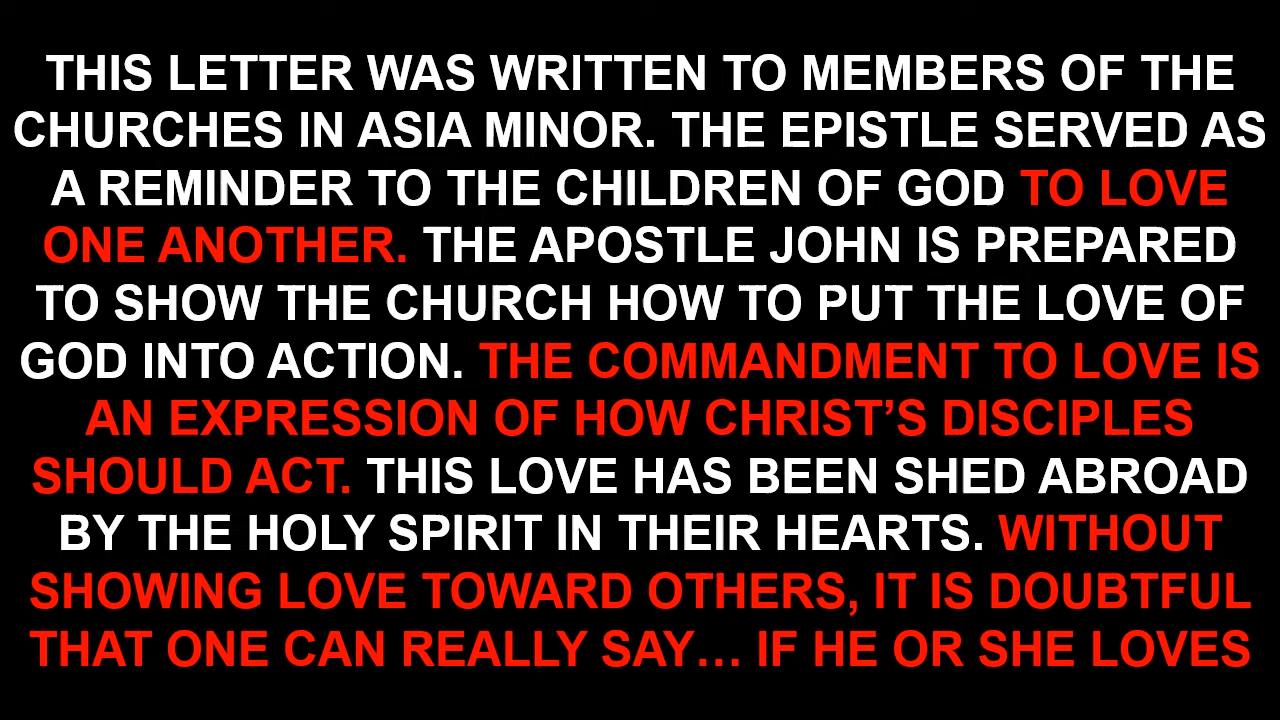 THIS LETTER WAS WRITTEN TO MEMBERS OF THE
CHURCHES IN ASIA MINOR. THE EPISTLE SERVED AS
A REMINDER TO THE CHILDREN OF GOD TO LOVE
ONE ANOTHER. THE APOSTLE JOHN IS PREPARED
TO SHOW THE CHURCH HOW TO PUT THE LOVE OF
GOD INTO ACTION. THE COMMANDMENT TO LOVE IS
AN EXPRESSION OF HOW CHRIST’S DISCIPLES
SHOULD ACT. THIS LOVE HAS BEEN SHED ABROAD
BY THE HOLY SPIRIT IN THEIR HEARTS. WITHOUT
SHOWING LOVE TOWARD OTHERS, IT IS DOUBTFUL
THAT ONE CAN REALLY SAY… IF HE OR SHE LOVES